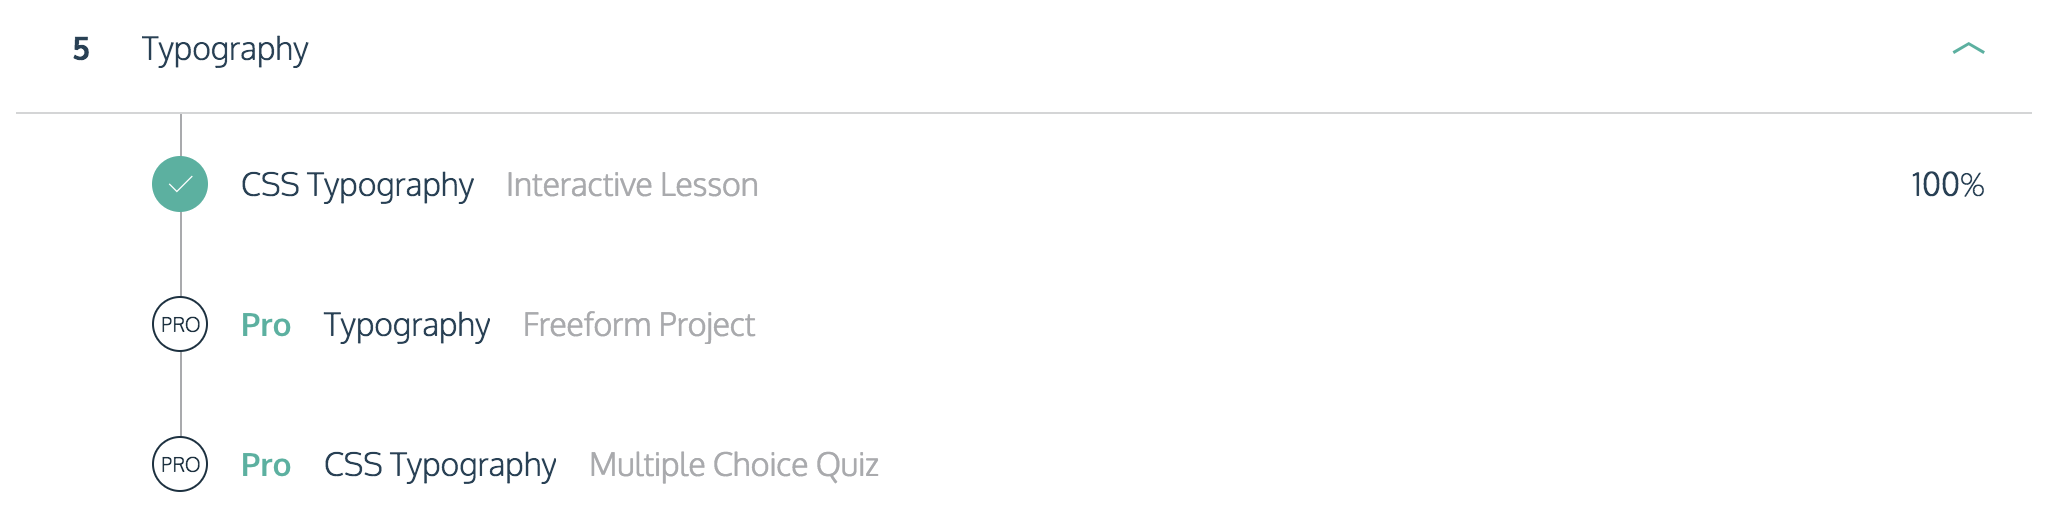 5 Typography
CSS Typography Interactive Lesson 100%
PRO Pro Typography Freeform Project
PRO Pro CSS Typography Multiple Choice Quiz